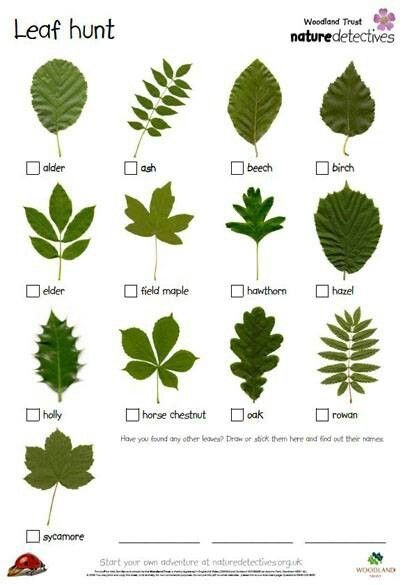 Leaf hunt
Woodland Trust
naturedetectives
alder
ash
beech
birch
elder
field maple
hawthorn
hazel
holly
horse chestnut
oak
rowan
Have you found any other leaves? Draw or stick them here and find out their names.
sycamore
Start your own adventure at naturedetectives.org.uk
WOODLAND
TRUST